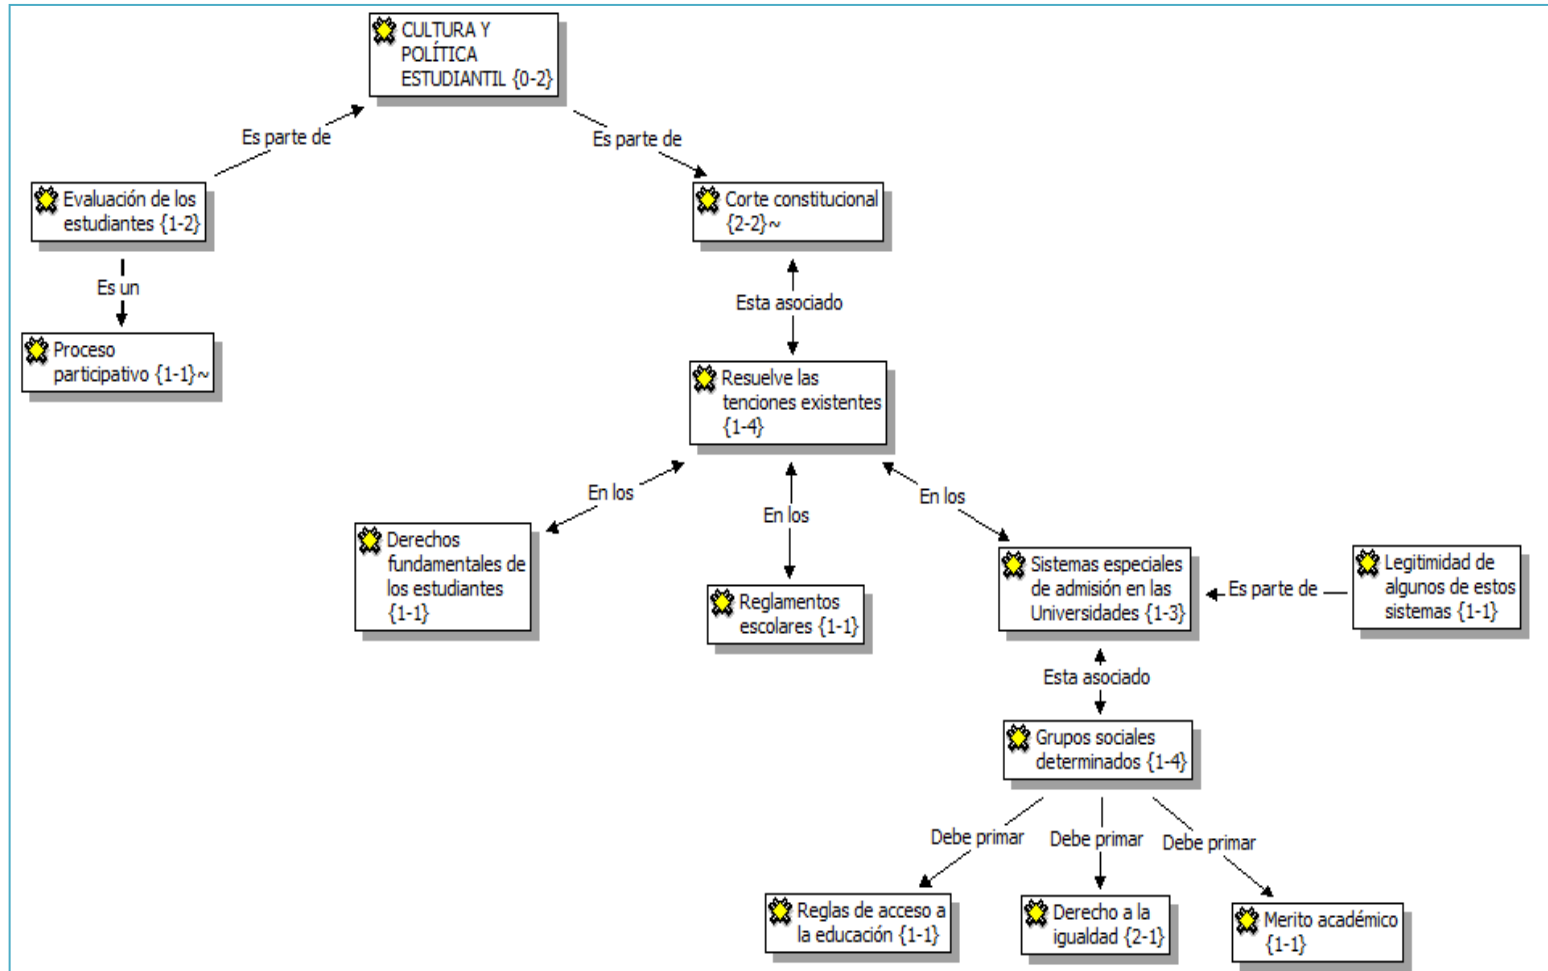 CULTURA Y
POLÍTICA
ESTUDIANTIL {0-2}
Es parte de
Es parte de
Evaluación de los
estudiantes {1-2}
Corte constitucional
{2-2}~
Es un
Esta asociado
Proceso
participativo {1-1}~
Resuelve las
tenciones existentes
{1-4}
En los
En los
En los
Derechos
fundamentales de
los estudiantes
{1-1}
Reglamentos
escolares {1-1}
Sistemas especiales
de admisión en las
Universidades {1-3}
Es parte de
Legitimidad de
algunos de estos
sistemas {1-1}
Esta asociado
Grupos sociales
determinados {1-4}
Debe primar
Debe primar
Debe primar
Reglas de acceso a
la educación {1-1}
Derecho a la
igualdad {2-1}
Merito académico
{1-1}